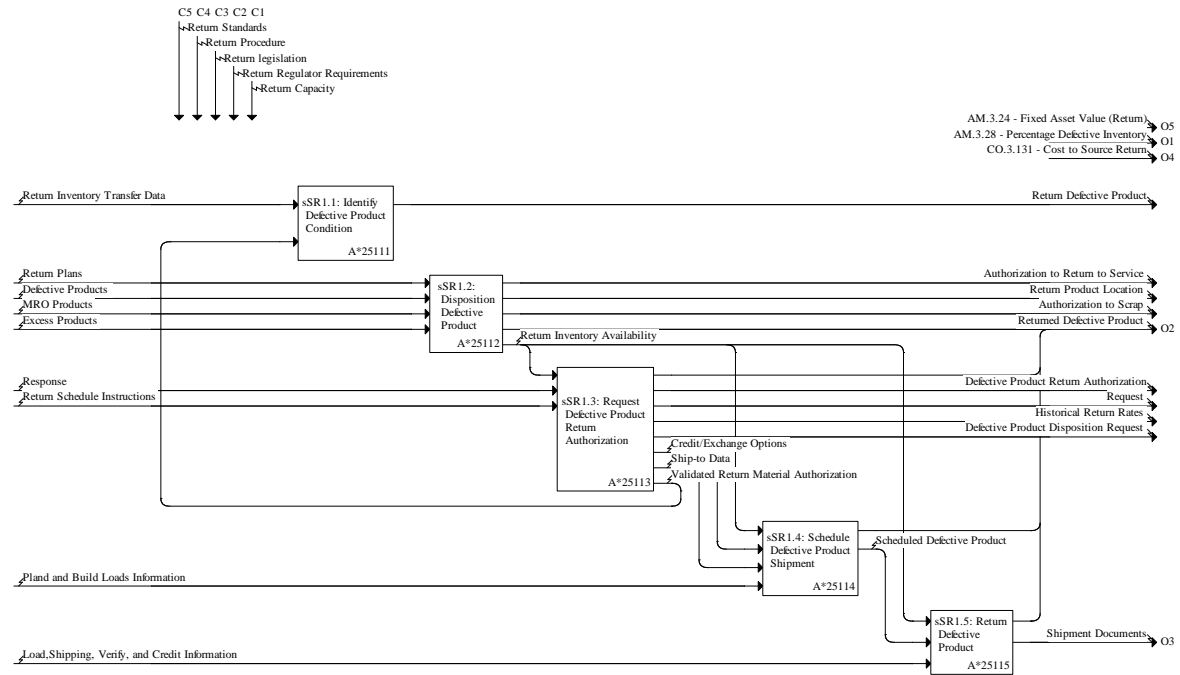 C5 C4 C3 C2 C1
Return Standards
Return Procedure
Return legislation
Return Regulator Requirements
Return Capacity
AM.3.24 - Fixed Asset Value (Return)
O5
AM.3.28 - Percentage Defective Inventory
O1
CO.3.131 - Cost to Source Return
O4
Return Inventory Transfer Data
sSR1.1: Identify
Defective Product
Condition
A*25111
Return Defective Product
Return Plans
Defective Products
MRO Products
Excess Products
sSR1.2:
Disposition
Defective
Product
A*25112
Authorization to Return to Service
Return Product Location
Authorization to Scrap
Returned Defective Product
O2
Return Inventory Availability
Response
Return Schedule Instructions
sSR1.3: Request
Defective Product
Return
Authorization
A*25113
Defective Product Return Authorization
Request
Historical Return Rates
Defective Product Disposition Request
Credit/Exchange Options
Ship-to Data
Validated Return Material Authorization
sSR1.4: Schedule
Defective Product
Shipment
A*25114
Scheduled Defective Product
Pland and Build Loads Information
sSR1.5: Return
Defective
Product
A*25115
Shipment Documents
O3
Load,Shipping, Verify, and Credit Information